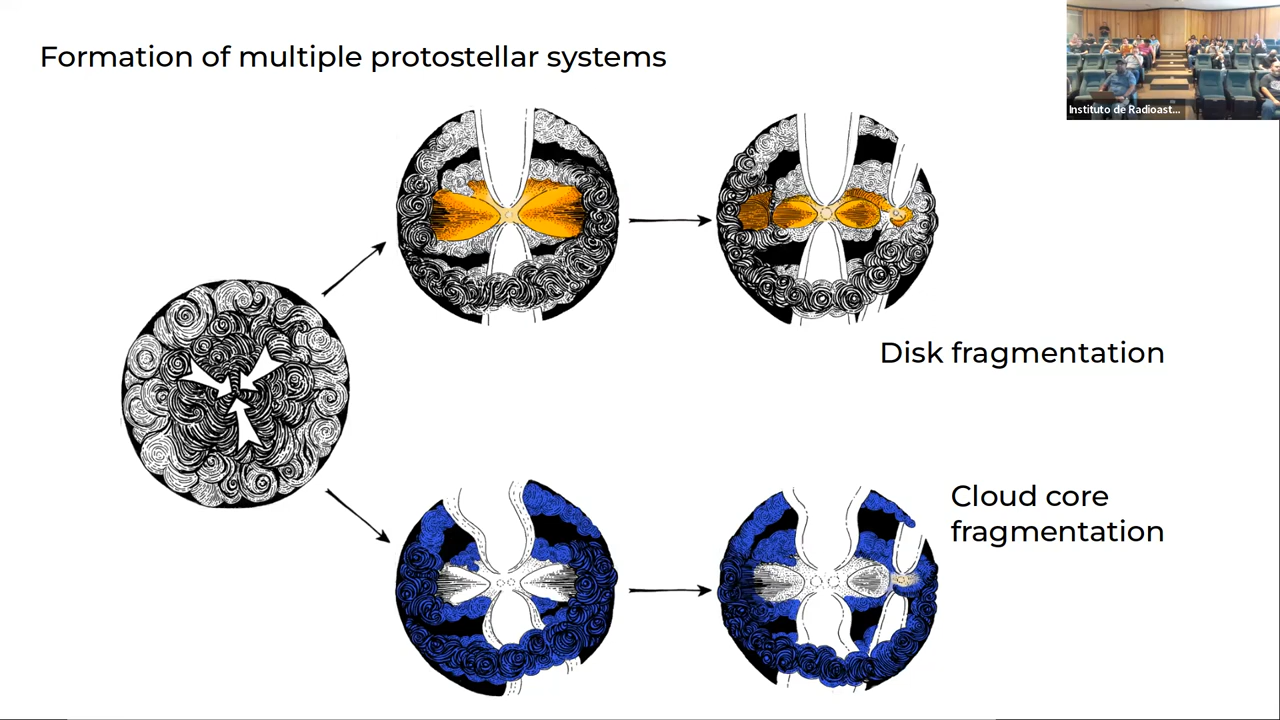 Formation of multiple protostellar systems
Instituto de Radioast...
Disk fragmentation
Cloud core
fragmentation